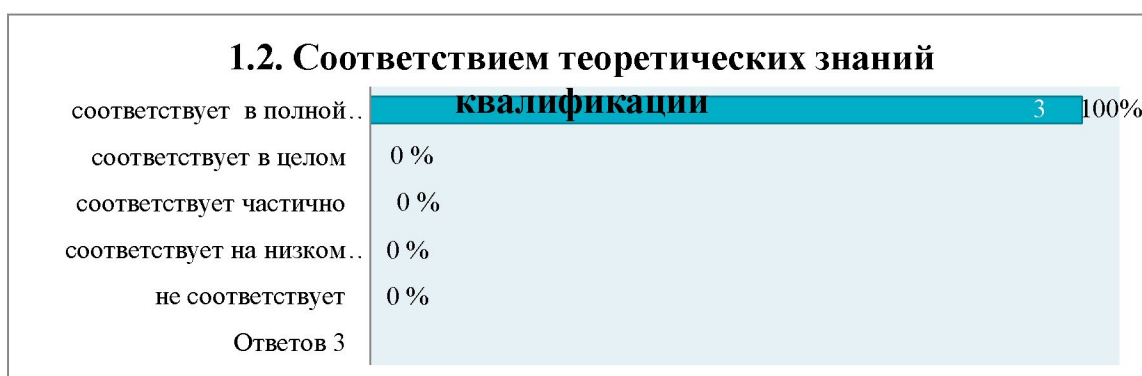 1.2. Соответствием теоретических знаний
квалификации
соответствует в полной..
3
100%
соответствует в целом
0 %
соответствует частично
0 %
соответствует на низком..
0 %
не соответствует
0 %
Ответов 3